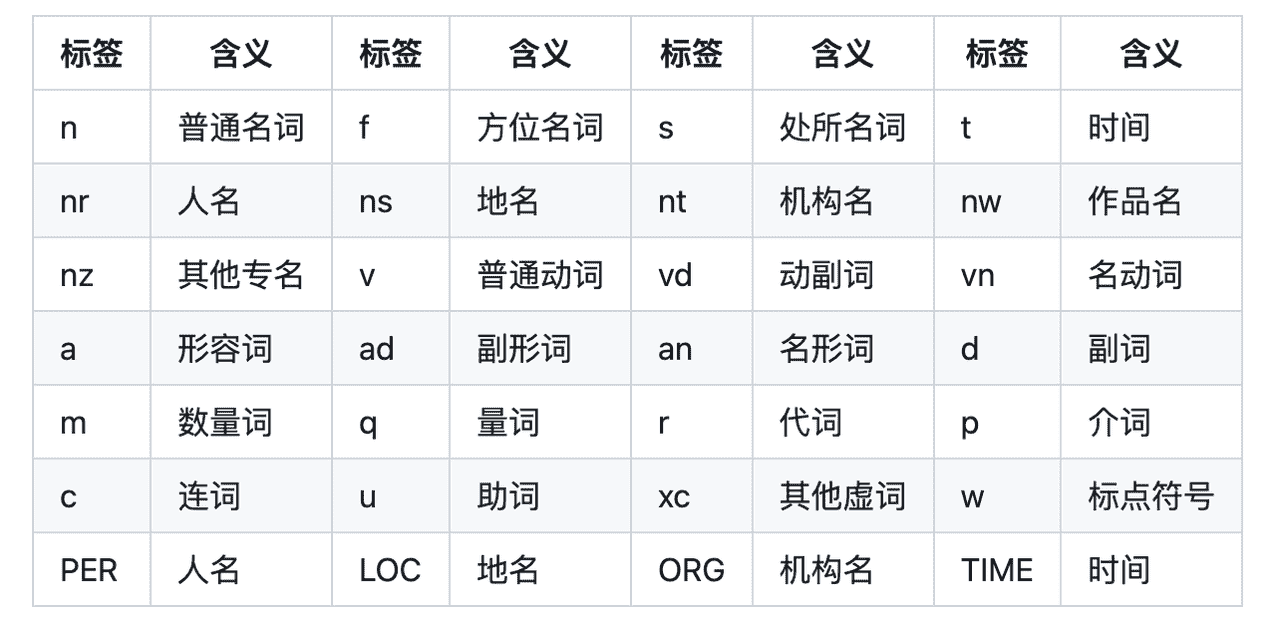 标签 含义 标签 含义 标签 含义 标签 含义
n 普通名词 f 方位名词 s 处所名词 t 时间
nr 人名 ns 地名 nt 机构名 nw 作品名
nz 其他专名 v 普通动词 vd 动副词 vn 名动词
a 形容词 ad 副形词 an 名形词 d 副词
m 数量词 q 量词 r 代词 p 介词
c 连词 u 助词 xc 其他虚词 w 标点符号
PER 人名 LOC 地名 ORG 机构名 TIME 时间